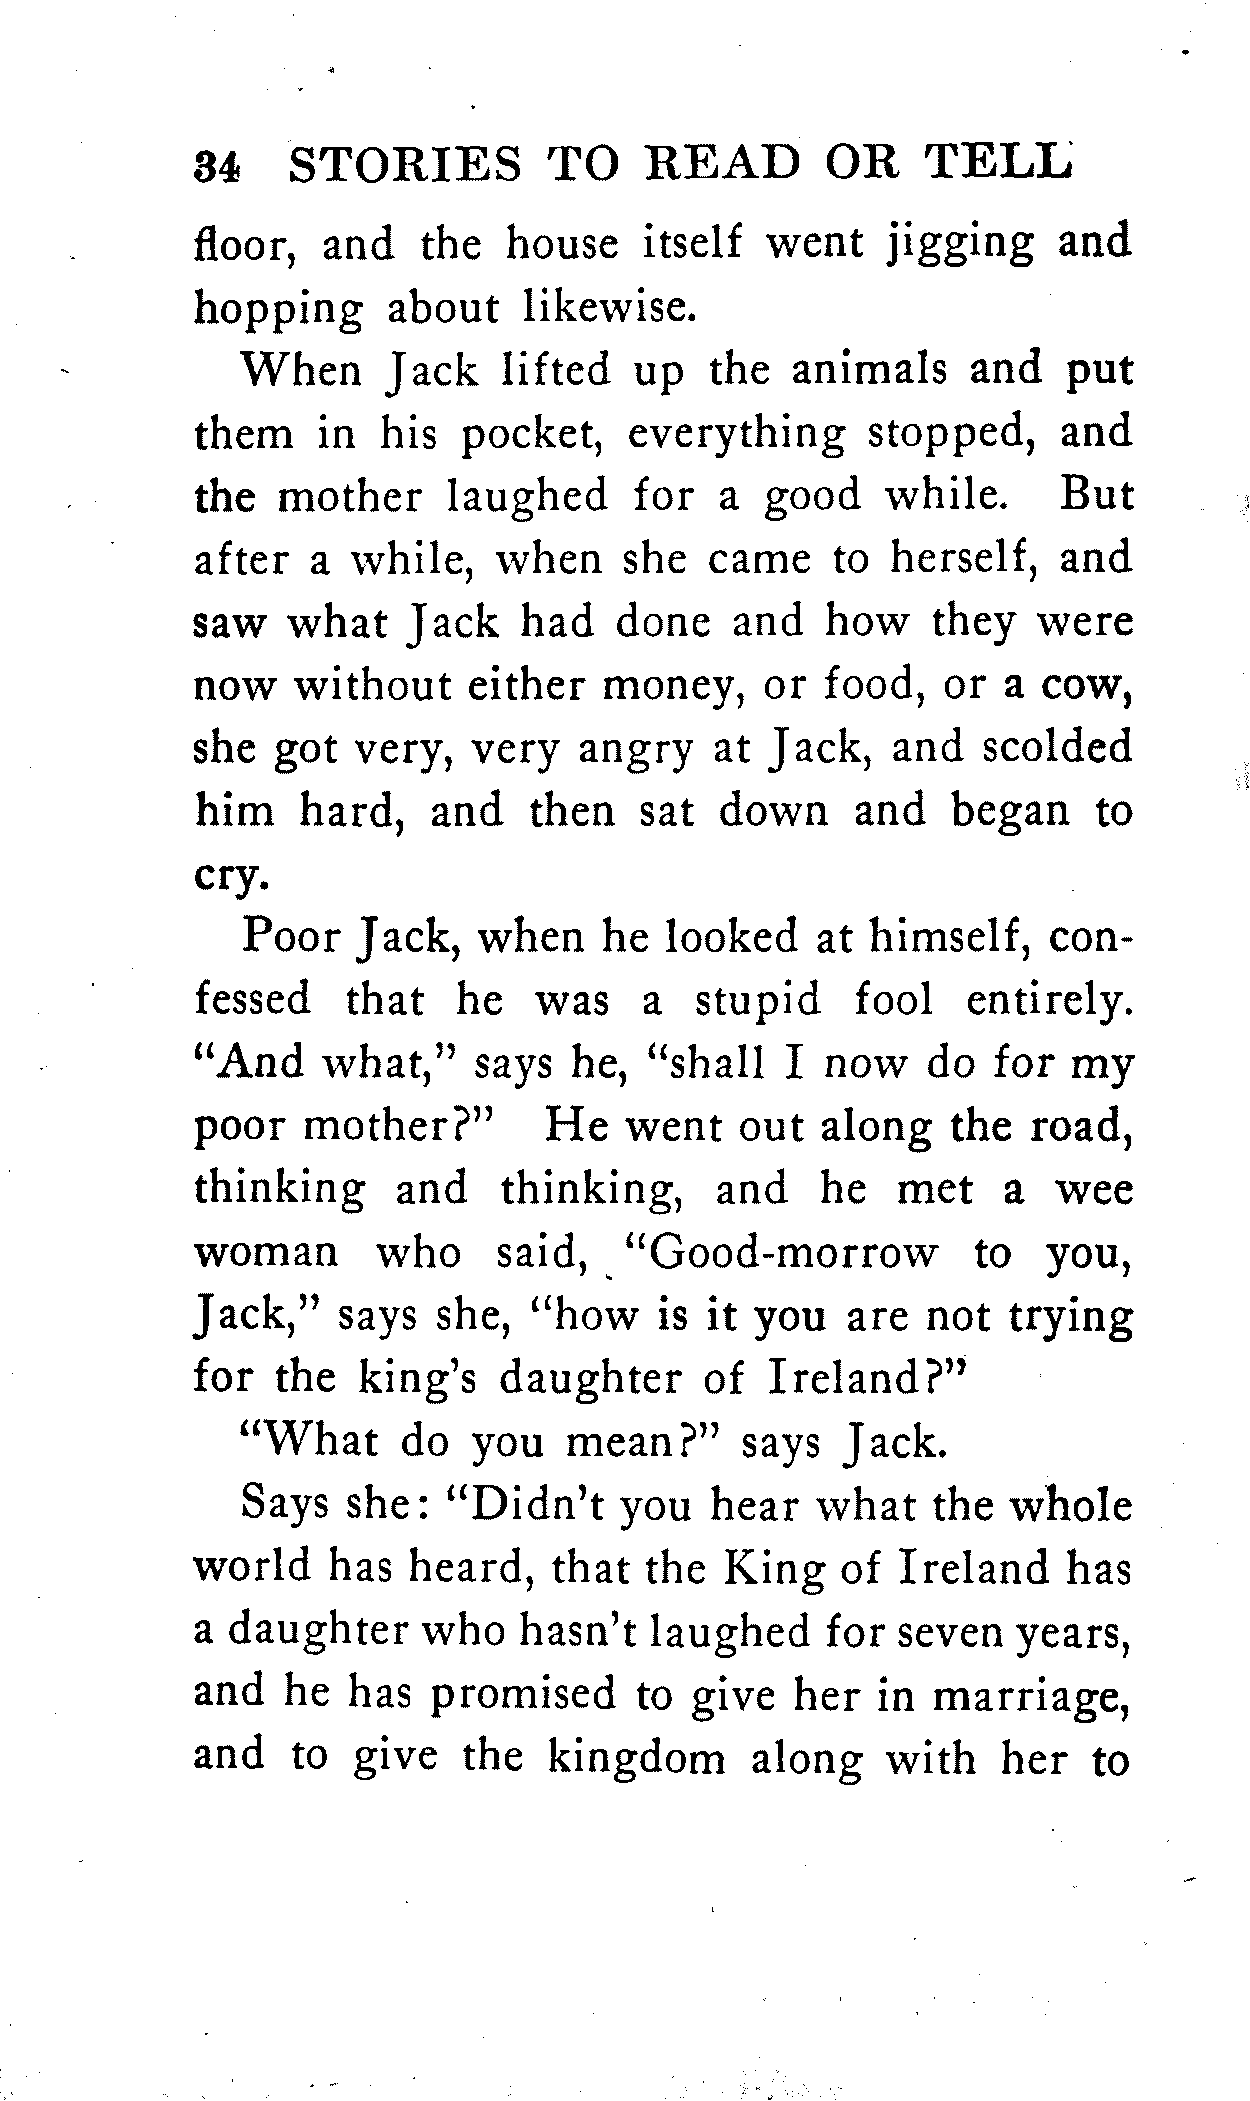 34 STORIES TO READ OR TELL
floor, and the house itself went jigging and
hopping about likewise.
When Jack lifted up the animals and put
them in his pocket, everything stopped, and
the mother laughed for a good while. But
after a while, when she came to herself, and
saw what Jack had done and how they were
now without either money, or food, or a cow,
she got very, very angry at Jack, and scolded
him hard, and then sat down and began to
cry.
Poor Jack, when he looked at himself, con-
fessed that he was a stupid fool entirely.
“And what,” says he, “shall I now do for my
poor mother?” He went out along the road,
thinking and thinking, and he met a wee
woman who said, “Good-morrow to you,
Jack,” says she, “how is it you are not trying
for the king's daughter of Ireland?”
“What do you mean?” says Jack.
Says she: “Didn't you hear what the whole
world has heard, that the King of Ireland has
a daughter who hasn't laughed for seven years,
and he has promised to give her in marriage,
and to give the kingdom along with her to